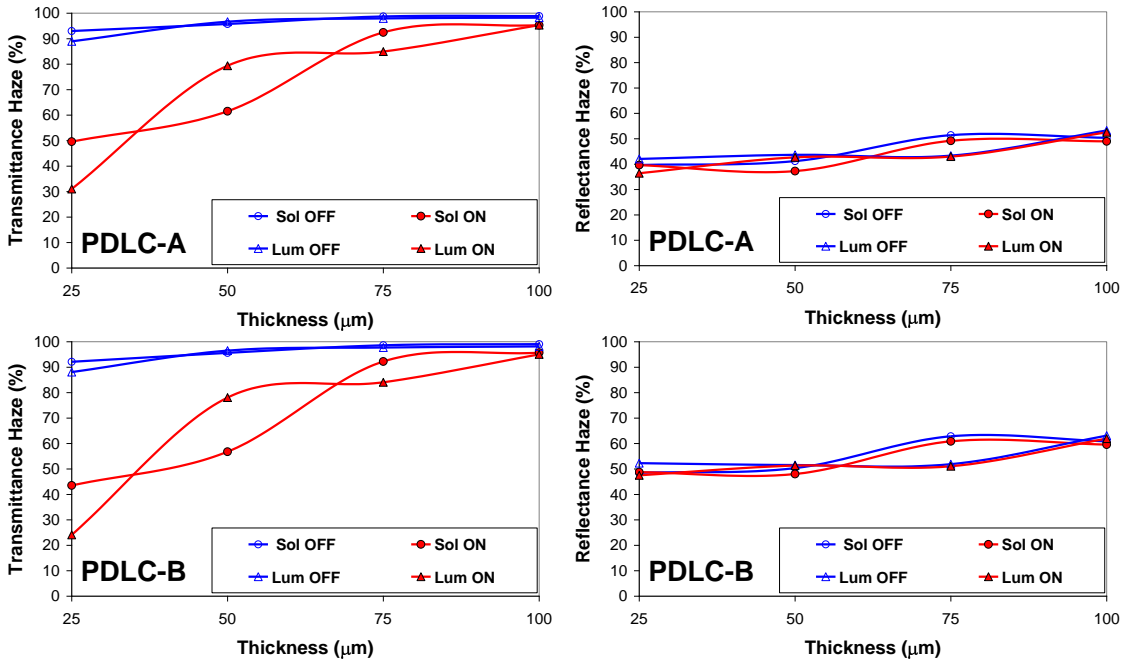 Transmittance Haze (%)
100
90
80
70
60
50
40
30
20
10
0
Sol OFF
Sol ON
Lum OFF
Lum ON
PDLC-A
25
50
75
100
Thickness (μm)
Reflectance Haze (%)
100
90
80
70
60
50
40
30
20
10
0
Sol OFF
Sol ON
Lum OFF
Lum ON
PDLC-A
25
50
75
100
Thickness (μm)
Transmittance Haze (%)
100
90
80
70
60
50
40
30
20
10
0
Sol OFF
Sol ON
Lum OFF
Lum ON
PDLC-B
25
50
75
100
Thickness (μm)
Reflectance Haze (%)
100
90
80
70
60
50
40
30
20
10
0
Sol OFF
Sol ON
Lum OFF
Lum ON
PDLC-B
25
50
75
100
Thickness (μm)